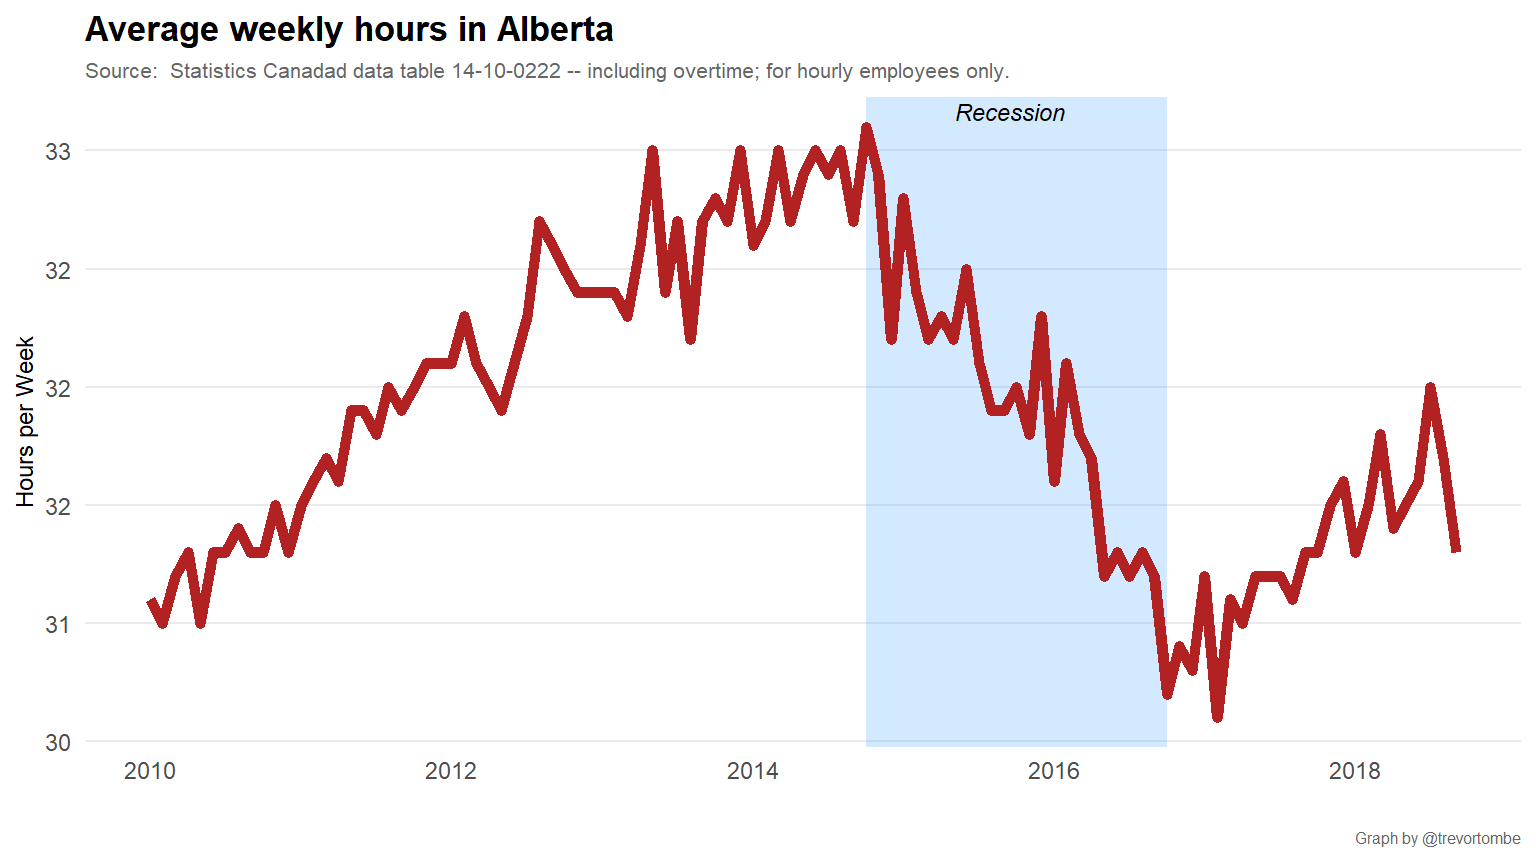 Average weekly hours in Alberta
Source:  Statistics Canadad data table 14-10-0222 -- including overtime; for hourly employees only.
Recession
Hours per Week
33
32
32
32
31
30
2010 2012 2014 2016 2018
Graph by @trevortombe